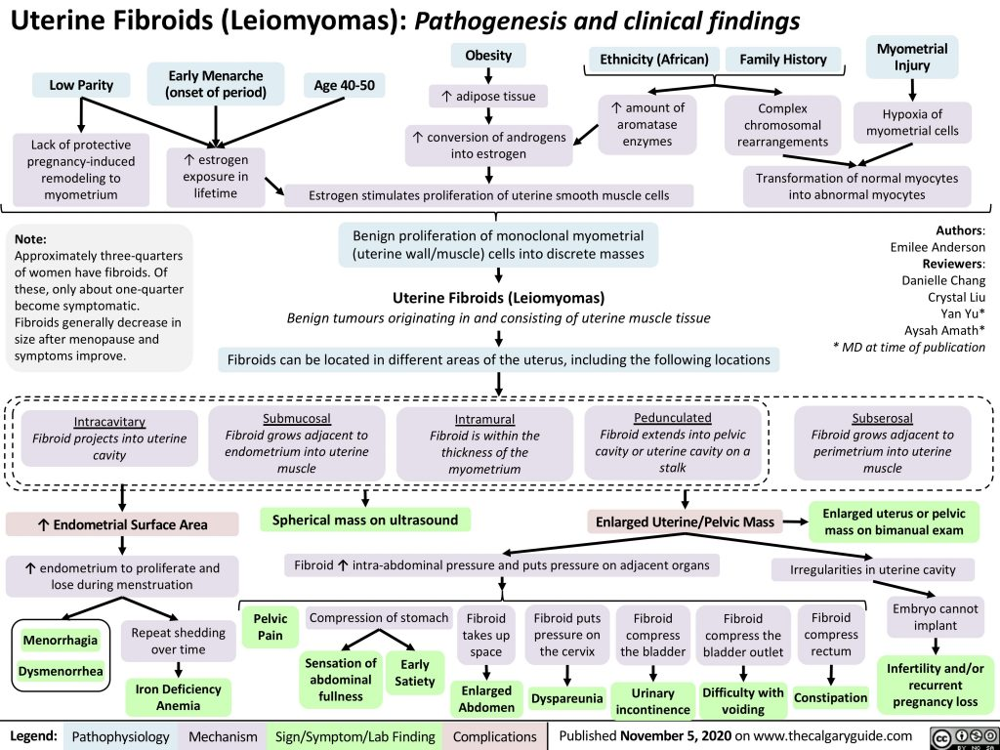 Uterine Fibroids (Leiomyomas): Pathogenesis and clinical findings
Low Parity
Early Menarche
(onset of period)
Age 40-50
Obesity
Ethnicity (African)
Family History
Myometrial
Injury
Lack of protective
pregnancy-induced
remodeling to
myometrium
↑ estrogen
exposure in
lifetime
↑ adipose tissue
↑ conversion of androgens
into estrogen
↑ amount of
aromatase
enzymes
Complex
chromosomal
rearrangements
Hypoxia of
myometrial cells
Estrogen stimulates proliferation of uterine smooth muscle cells
Transformation of normal myocytes
into abnormal myocytes
Note:
Approximately three-quarters
of women have fibroids. Of
these, only about one-quarter
become symptomatic.
Fibroids generally decrease in
size after menopause and
symptoms improve.
Benign proliferation of monoclonal myometrial
(uterine wall/muscle) cells into discrete masses
Uterine Fibroids (Leiomyomas)
Benign tumours originating in and consisting of uterine muscle tissue
Fibroids can be located in different areas of the uterus, including the following locations
Authors:
Emilee Anderson
Reviewers:
Danielle Chang
Crystal Liu
Yan Yu*
Aysah Amath*
* MD at time of publication
Intracavitary
Fibroid projects into uterine
cavity
Submucosal
Fibroid grows adjacent to
endometrium into uterine
muscle
Intramural
Fibroid is within the
thickness of the
myometrium
Pedunculated
Fibroid extends into pelvic
cavity or uterine cavity on a
stalk
Subserosal
Fibroid grows adjacent to
perimetrium into uterine
muscle
↑ Endometrial Surface Area
Spherical mass on ultrasound
Enlarged Uterine/Pelvic Mass
Enlarged uterus or pelvic
mass on bimanual exam
↑ endometrium to proliferate and
lose during menstruation
Fibroid ↑ intra-abdominal pressure and puts pressure on adjacent organs
Irregularities in uterine cavity
Menorrhagia
Dysmenorrhea
Repeat shedding
over time
Iron Deficiency
Anemia
Pelvic
Pain
Compression of stomach
Sensation of
abdominal
fullness
Early
Satiety
Fibroid
takes up
space
Enlarged
Abdomen
Fibroid puts
pressure on
the cervix
Dyspareunia
Fibroid
compress
the bladder
Urinary
incontinence
Fibroid
compress the
bladder outlet
Difficulty with
voiding
Fibroid
compress
rectum
Constipation
Embryo cannot
implant
Infertility and/or
recurrent
pregnancy loss
Legend: Pathophysiology Mechanism Sign/Symptom/Lab Finding Complications Published November 5, 2020 on www.thecalgaryguide.com
CC BY NC SA